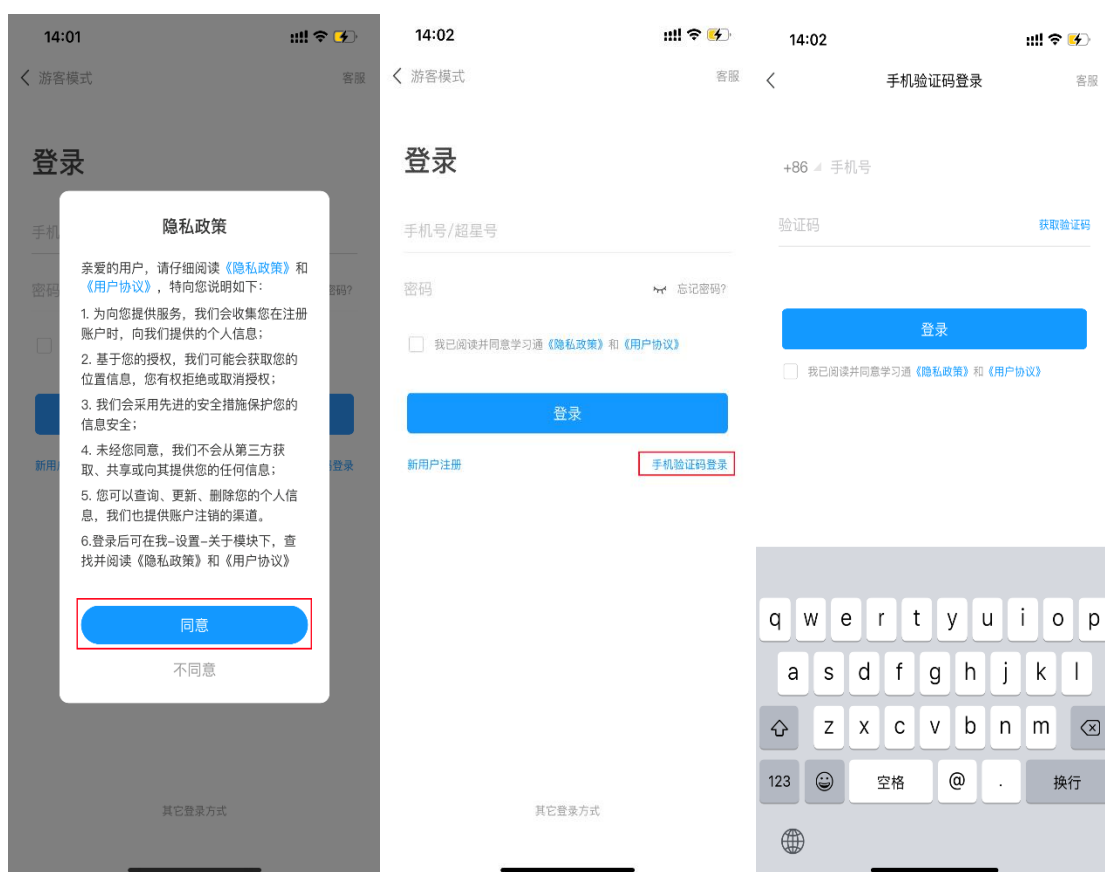 14:01
游客模式
客服
登录
手机
密码
密码?
隐私政策
亲爱的用户，请仔细阅读《隐私政策》和
《用户协议》，特向您说明如下：
1. 为向您提供服务，我们会收集您在注册
账户时，向我们提供的个人信息；
2. 基于您的授权，我们可能会获取您的
位置信息，您有权拒绝或取消授权；
3. 我们会采用先进的安全措施保护您的
信息安全；
4. 未经您同意，我们不会从第三方获
取、共享或向其提供您的任何信息；
5. 您可以查询、更新、删除您的个人信
息，我们也提供账户注销的渠道。
6.登录后可在我-设置-关于模块下，查
找并阅读《隐私政策》和《用户协议》
同意
不同意
新用
登录
其它登录方式
14:02
游客模式
客服
登录
手机号/超星号
密码
忘记密码?
我已阅读并同意学习通《隐私政策》和《用户协议》
登录
新用户注册
手机验证码登录
其它登录方式
14:02
手机验证码登录
客服
+86 手机号
验证码
获取验证码
登录
我已阅读并同意学习通《隐私政策》和《用户协议》
q w e r t y u i o p
a s d f g h j k l
z x c v b n m
123 空格 @ . 换行